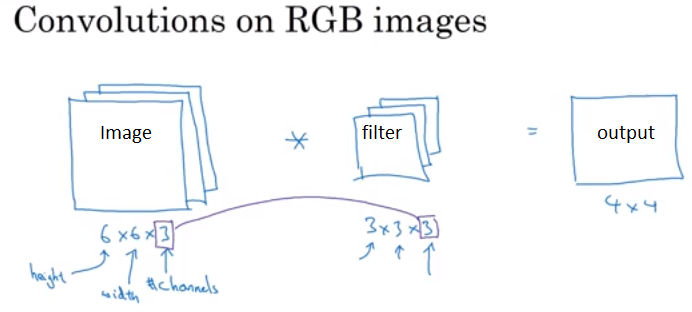 Convolutions on RGB images
Image
*
filter
=
output
6 x 6 x 3
3 x 3 x 3
4 x 4
height
width
#channels